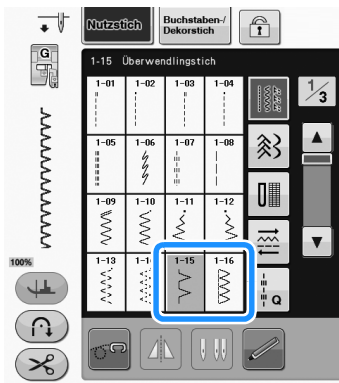 Nutzstich
Buchstaben-/
Dekorstich
G
1-15 Überwendlingstich
1-01 1-02 1-03 1-04
1/3
1-05 1-06 1-07 1-08
1-09 1-10 1-11 1-12
100%
1-13 1-15 1-16
Q